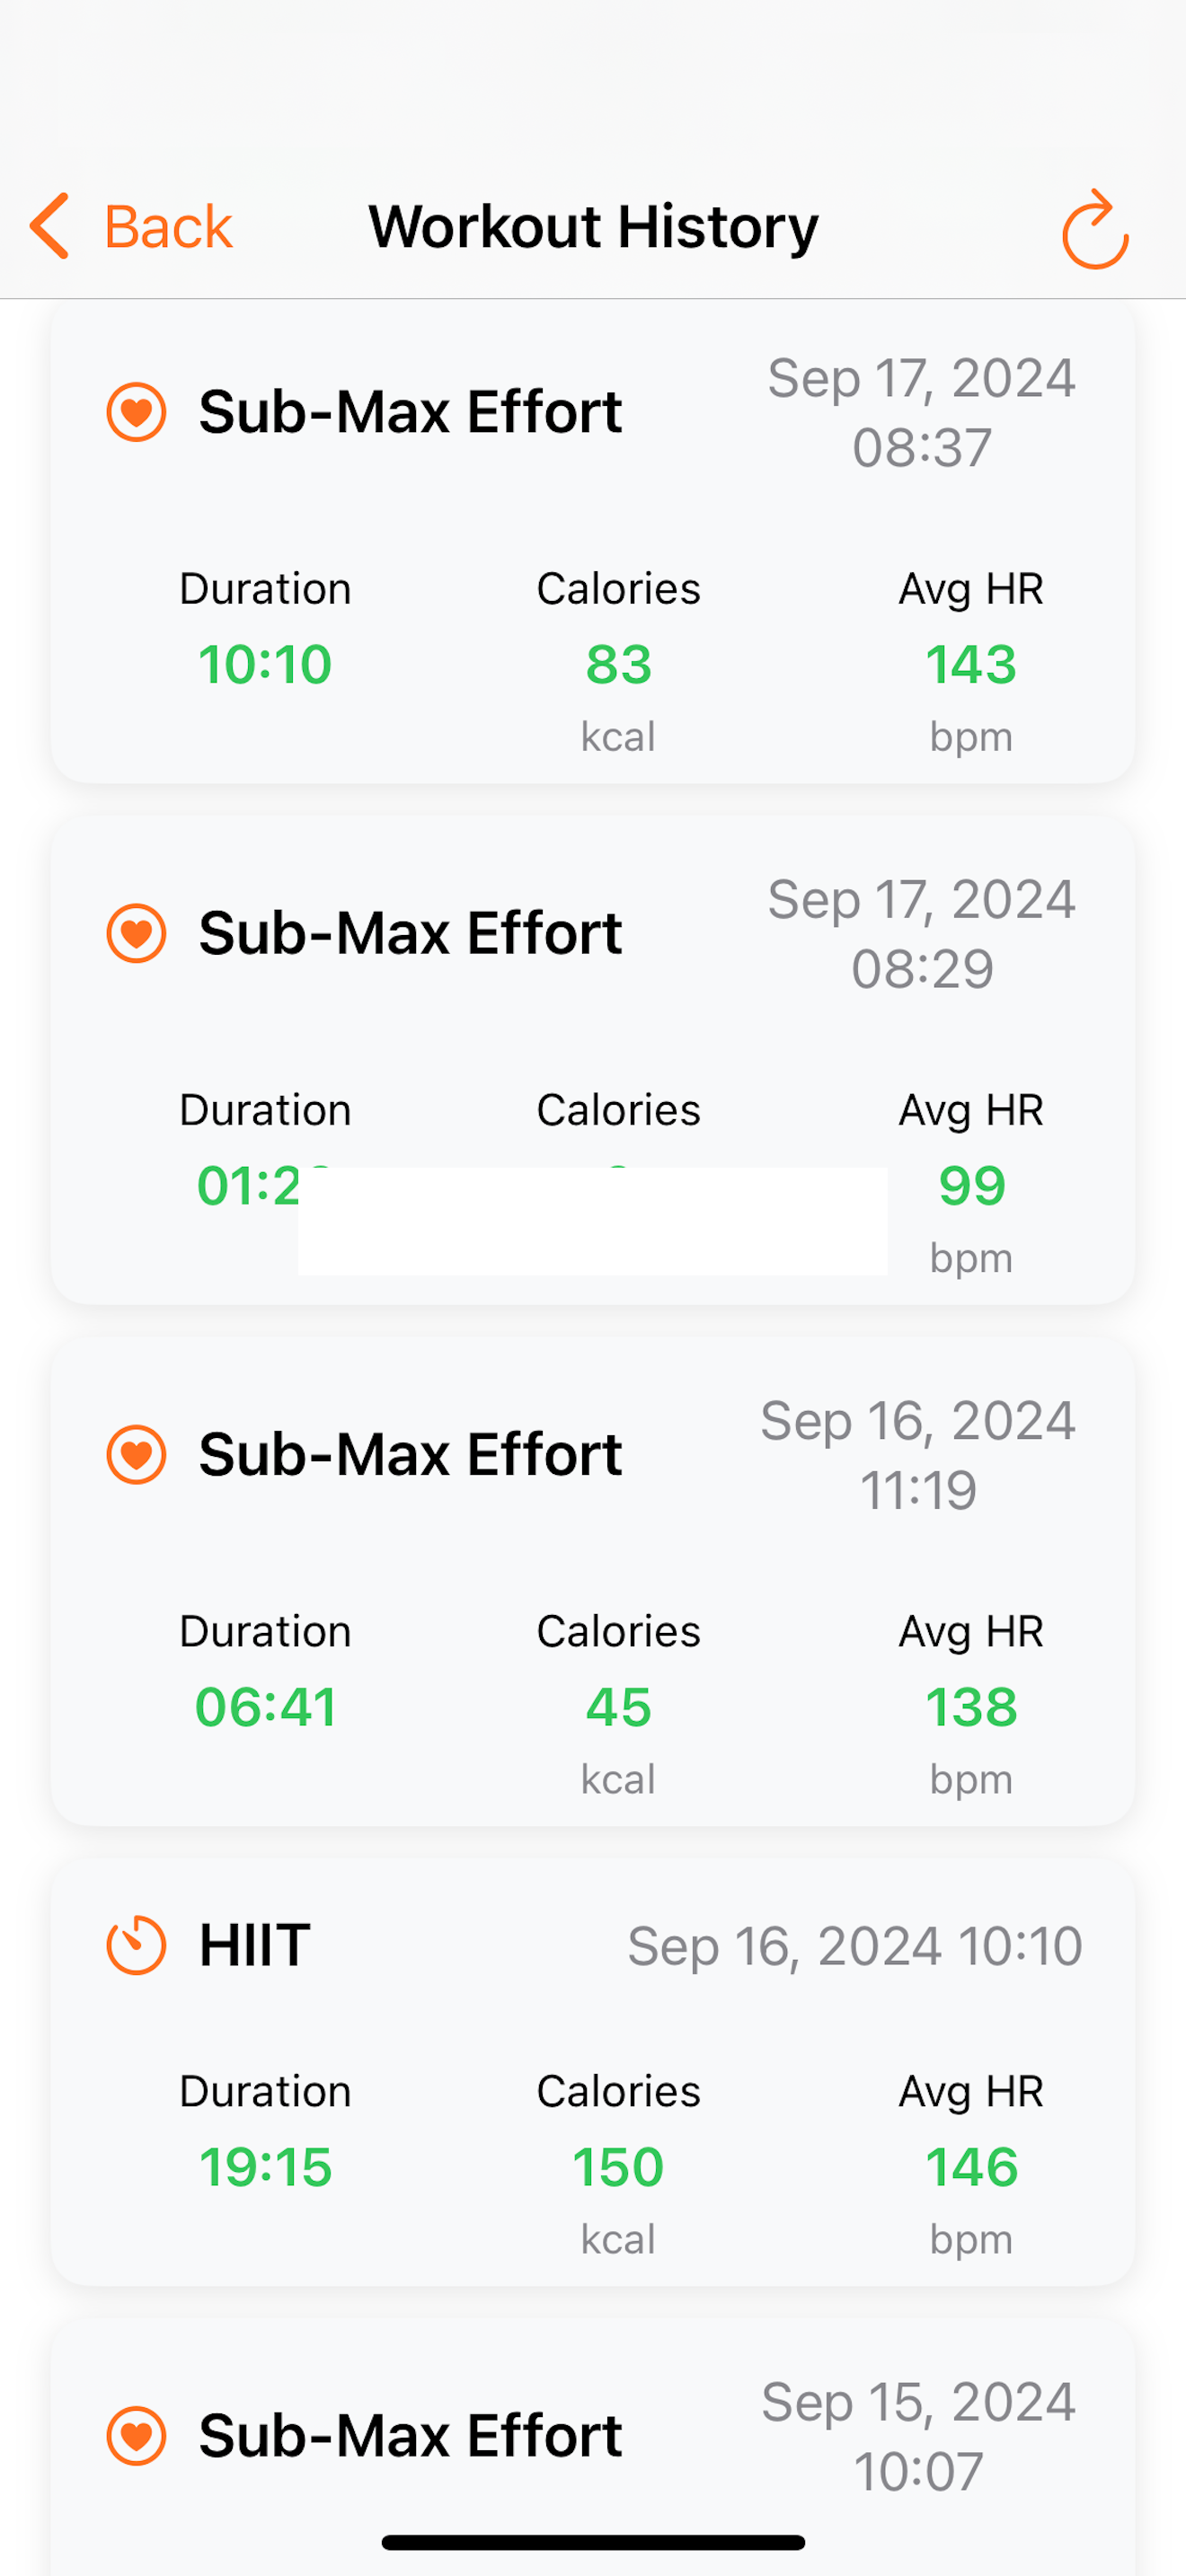 Back
Workout History
Sub-Max Effort
Sep 17, 2024
08:37
Duration Calories Avg HR
10:10 83 143
kcal bpm
Sub-Max Effort
Sep 17, 2024
08:29
Duration Calories Avg HR
99
bpm
Sub-Max Effort
Sep 16, 2024
11:19
Duration Calories Avg HR
06:41 45 138
kcal bpm
HIIT Sep 16, 2024 10:10
Duration Calories Avg HR
19:15 150 146
kcal bpm
Sub-Max Effort
Sep 15, 2024
10:07